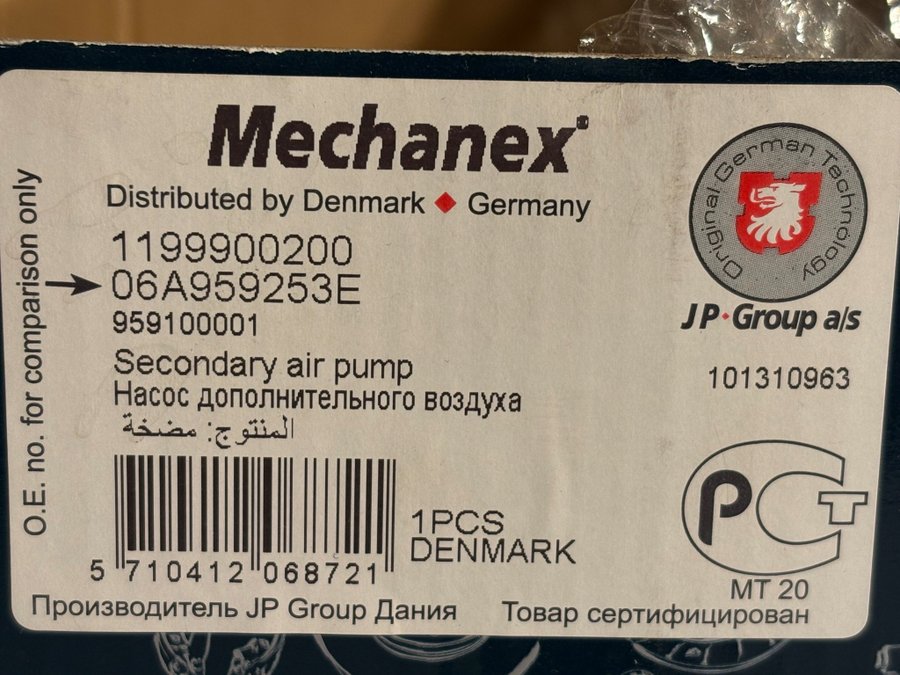 Mechanex
Distributed by Denmark ♦ Germany
1199900200
06A959253E
959100001
Secondary air pump
Насос дополнительного воздуха
المنتوج: مضخة
O.E. no. for comparison only
Original German Technology
JP♦Group a/s
101310963
РСТ
МТ 20
1PCS
DENMARK
5 710412 068721
Производитель JP Group Дания Товар сертифицирован